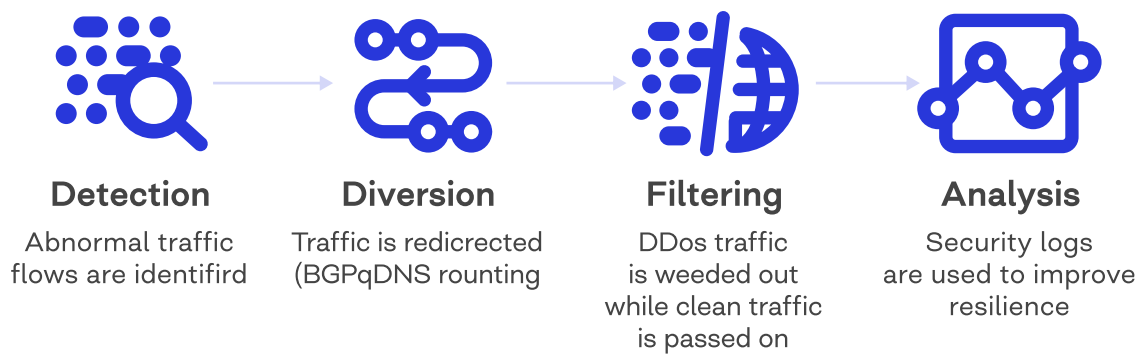 Detection
Abnormal traffic
flows are identifird
Diversion
Traffic is redicrected
(BGPqDNS rounting
Filtering
DDos traffic
is weeded out
while clean traffic
is passed on
Analysis
Security logs
are used to improve
resilience